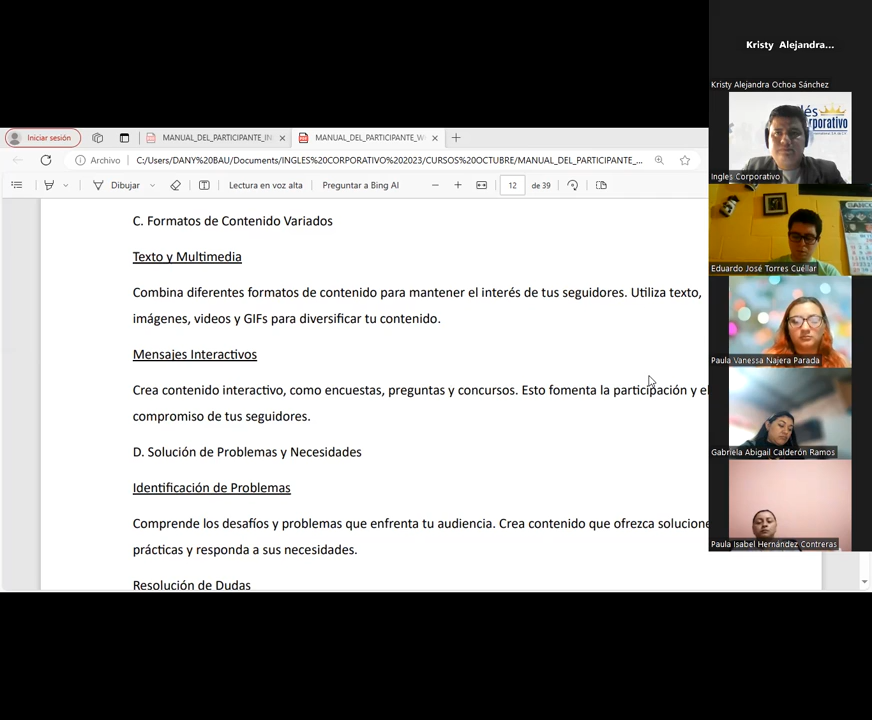 Kristy Alejandra...
Kristy Alejandra Ochoa Sánchez
Iniciar sesión
MANUAL_DEL_PARTICIPANTE_IN
MANUAL_DEL_PARTICIPANTE_W
Archivo
C:/Users/DANY%20BAU/Documents/INGLES%20CORPORATIVO%202023/CURSOS%20OCTUBRE/MANUAL_DEL_PARTICIPANTE_...
Dibujar
Lectura en voz alta
Preguntar a Bing AI
12
de 39
C. Formatos de Contenido Variados
Texto y Multimedia
Combina diferentes formatos de contenido para mantener el interés de tus seguidores. Utiliza texto,
imágenes, videos y GIFs para diversificar tu contenido.
Mensajes Interactivos
Crea contenido interactivo, como encuestas, preguntas y concursos. Esto fomenta la participación y el
compromiso de tus seguidores.
D. Solución de Problemas y Necesidades
Identificación de Problemas
Comprende los desafíos y problemas que enfrenta tu audiencia. Crea contenido que ofrezca solucione
prácticas y responda a sus necesidades.
Resolución de Dudas
Ingles Corporativo
Eduardo José Torres Cuéllar
Paula Vanessa Najera Parada
Gabriela Abigail Calderón Ramos
Paula Isabel Hernández Contreras